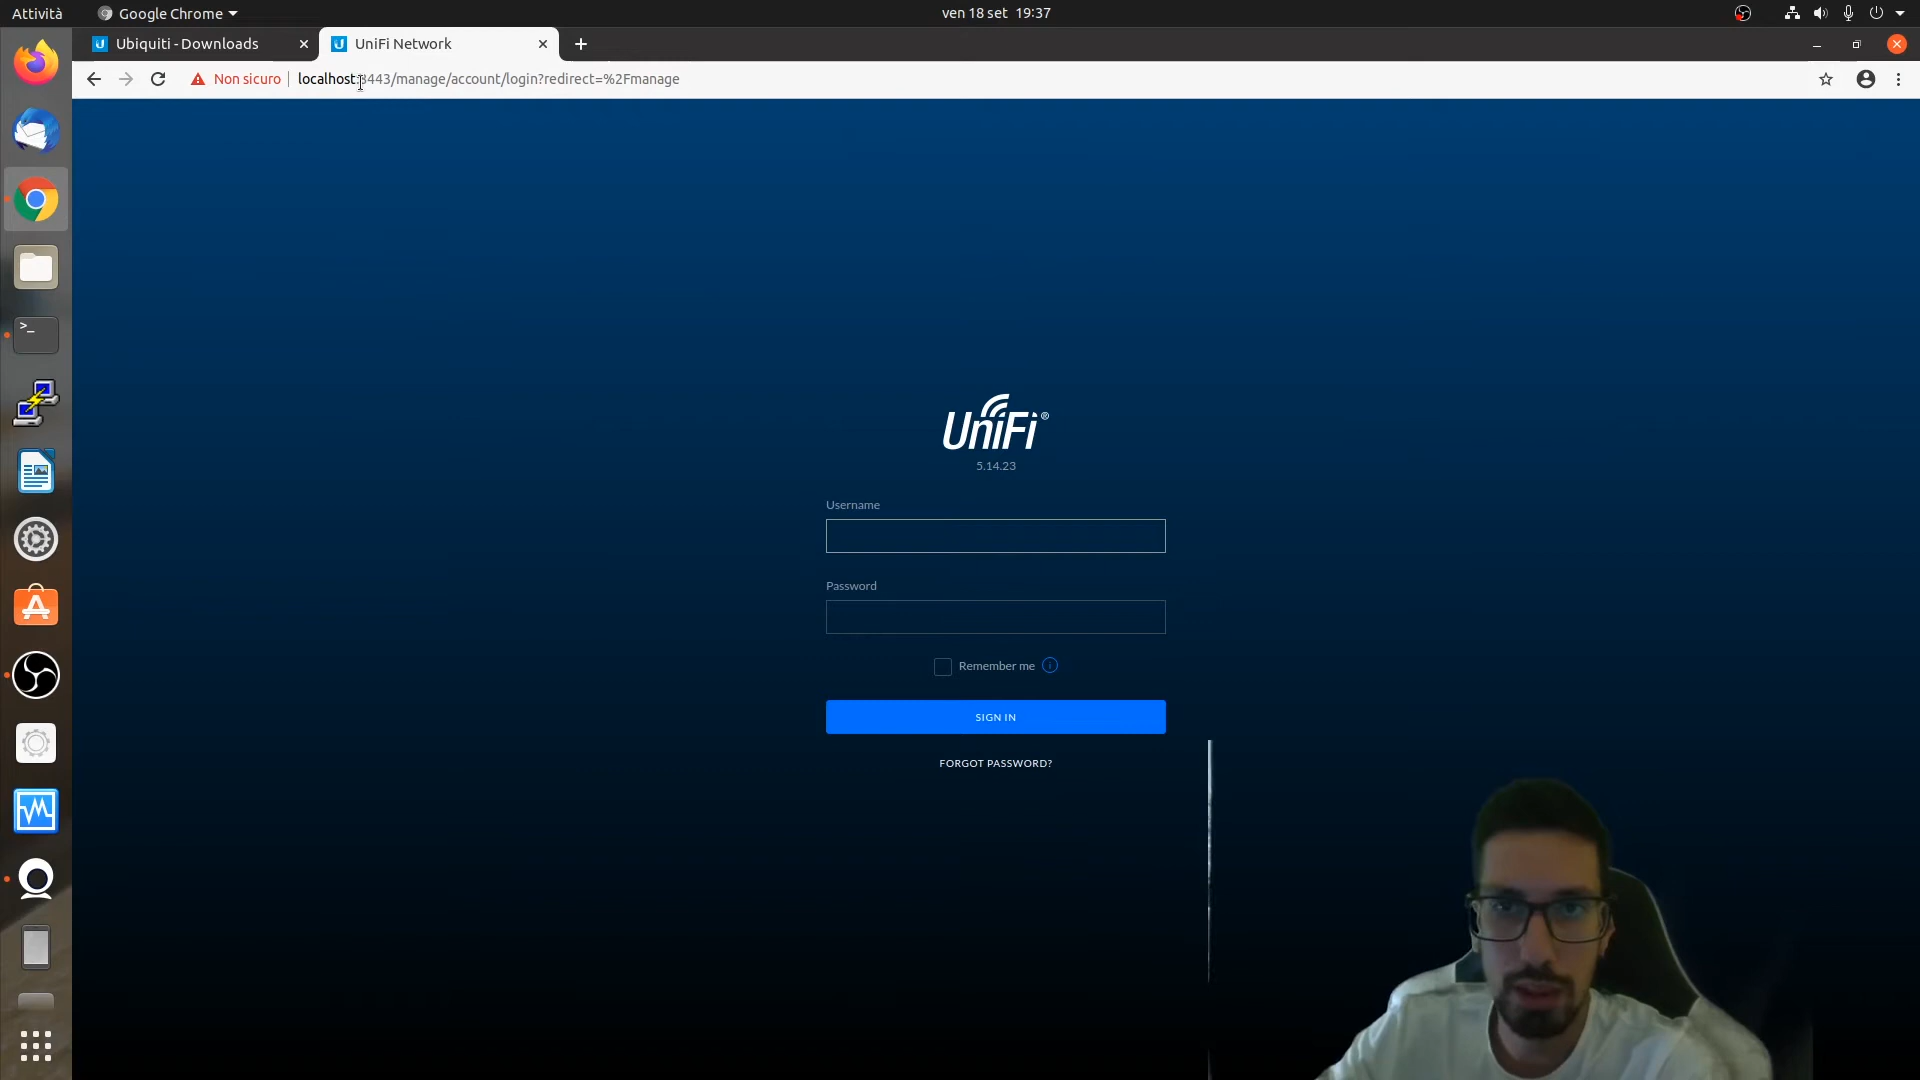 Attività
Google Chrome
ven 18 set 19:37
Ubiquiti - Downloads
UniFi Network
Non sicuro
localhost:8443/manage/account/login?redirect=%2Fmanage
UniFi®
5.14.23
Username
Password
Remember me
SIGN IN
FORGOT PASSWORD?